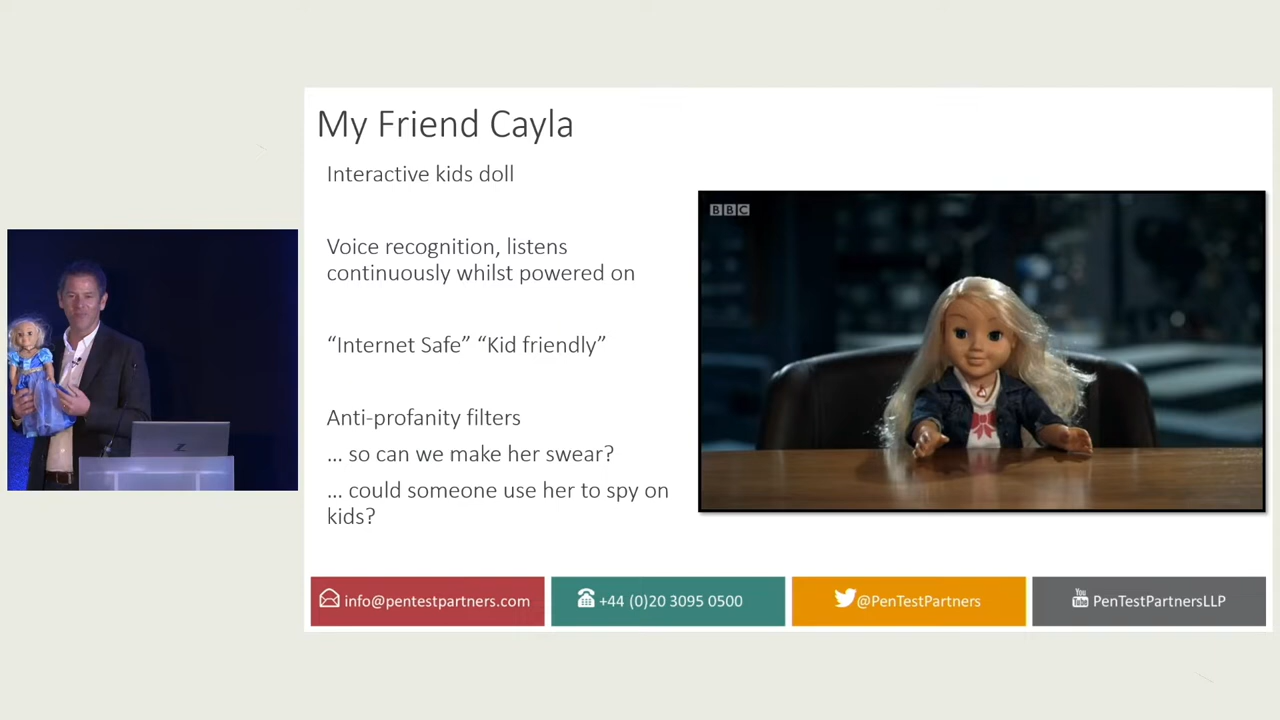 My Friend Cayla
Interactive kids doll
Voice recognition, listens
continuously whilst powered on
“Internet Safe” “Kid friendly”
Anti-profanity filters
... so can we make her swear?
... could someone use her to spy on
kids?
BBC
info@pentestpartners.com
+44 (0)20 3095 0500
@PenTestPartners
You
Tube
PenTestPartnersLLP